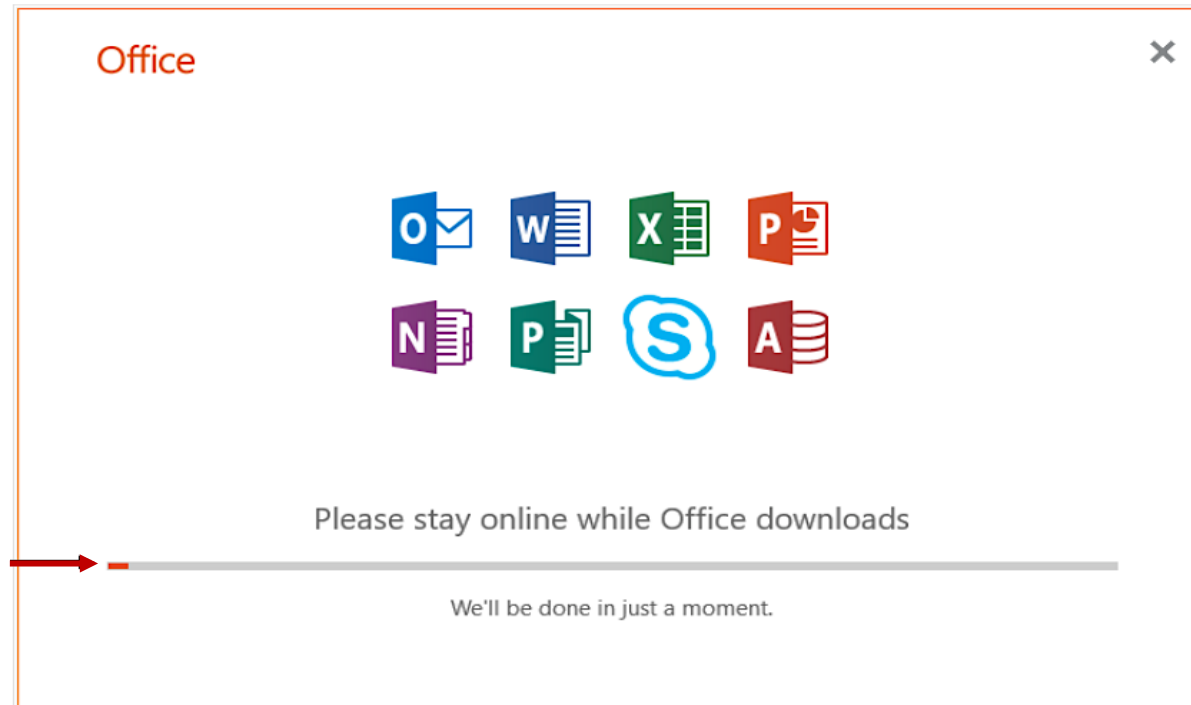 Office
O W X P
N P S A
Please stay online while Office downloads
We'll be done in just a moment.